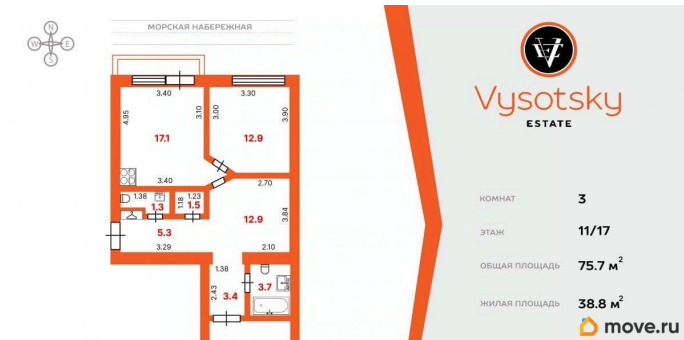 N
W E
S
МОРСКАЯ НАБЕРЕЖНАЯ
3.40
3.30
4.95
3.10
3.00
3.90
17.1
12.9
3.40
2.70
1.38
1.3
1.18
1.23
1.5
12.9
3.84
5.3
3.29
2.10
1.38
2.43
3.4
3.7
VE
Vysotsky
ESTATE
КОМНАТ 3
ЭТАЖ 11/17
ОБЩАЯ ПЛОЩАДЬ 75.7 м²
ЖИЛАЯ ПЛОЩАДЬ 38.8 м²
move.ru